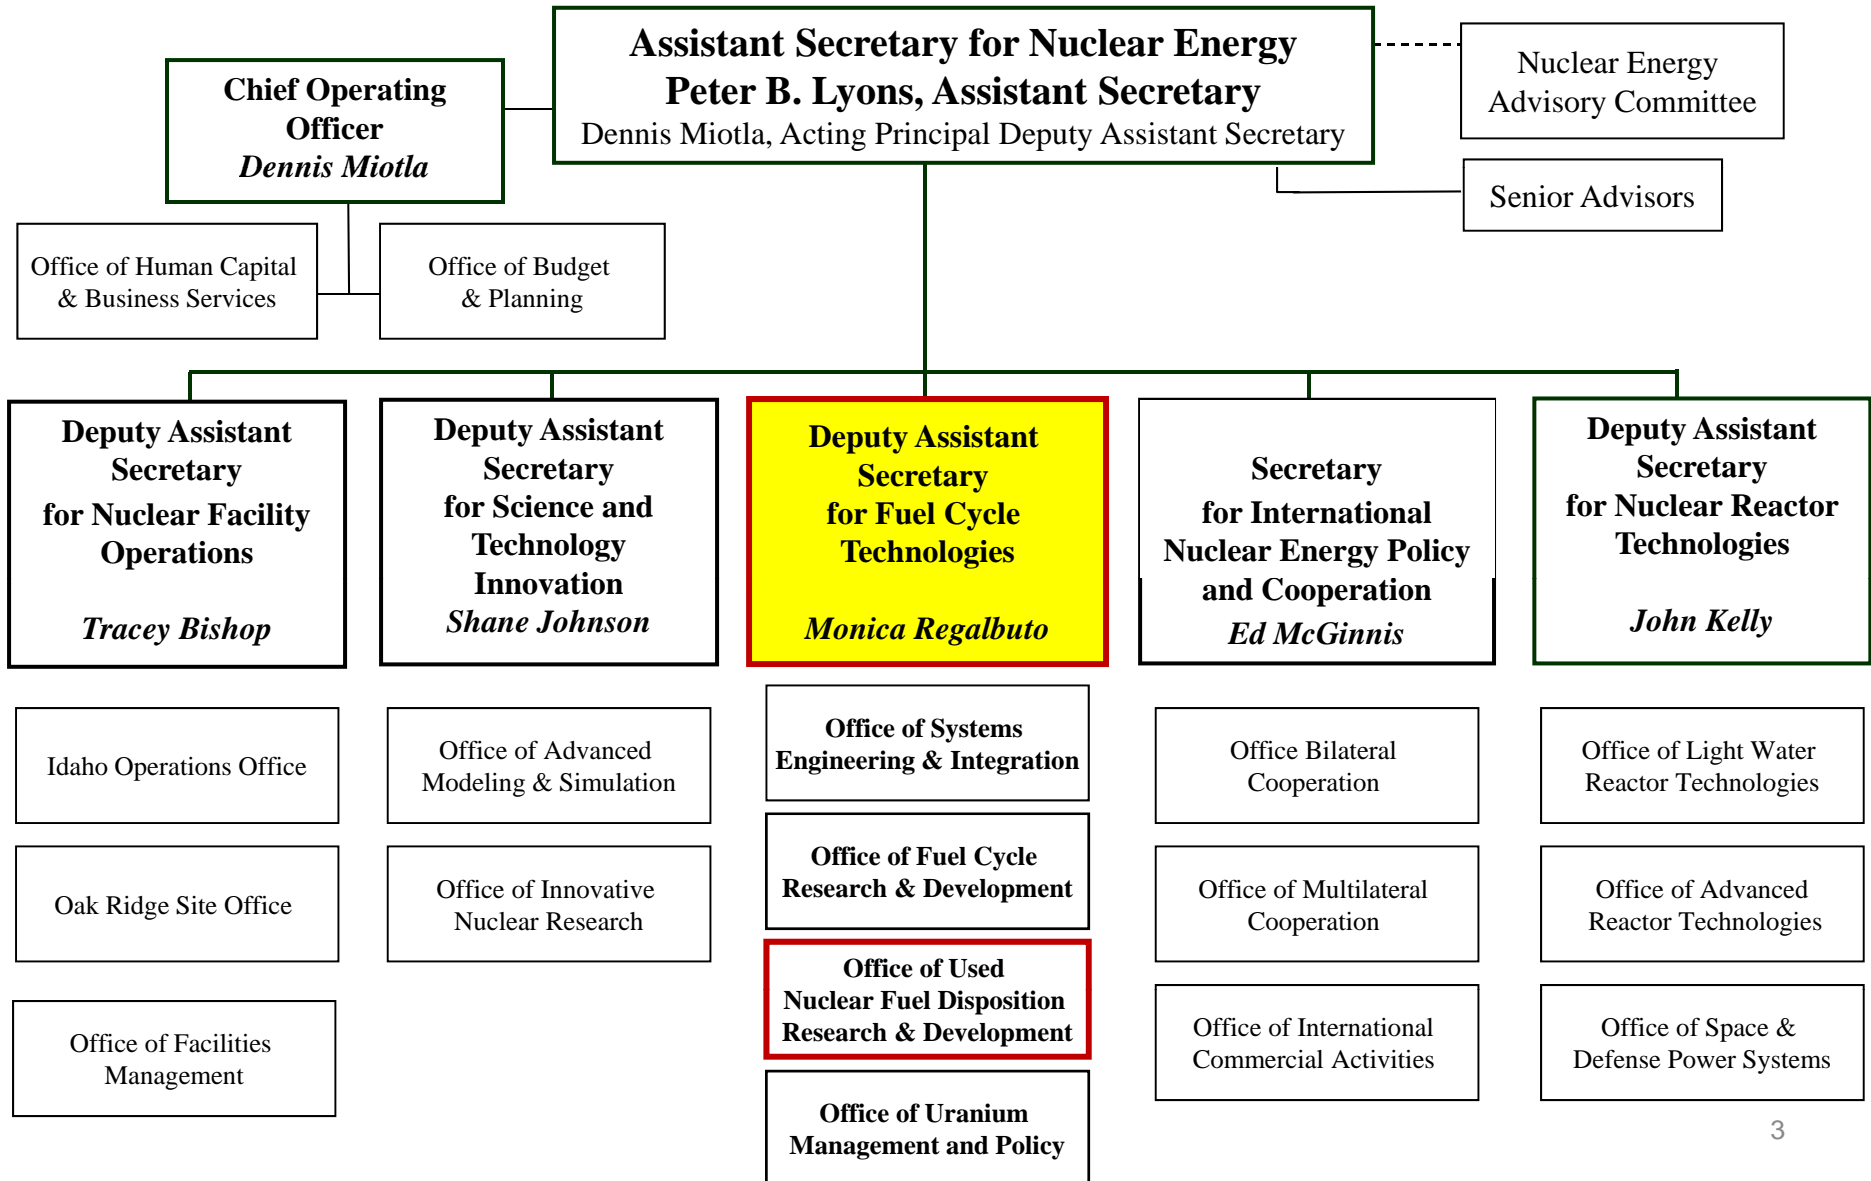 Assistant Secretary for Nuclear Energy
Peter B. Lyons, Assistant Secretary
Dennis Miotla, Acting Principal Deputy Assistant Secretary
Chief Operating
Officer
Dennis Miotla
Nuclear Energy
Advisory Committee
Senior Advisors
Office of Human Capital
& Business Services
Office of Budget
& Planning
Deputy Assistant
Secretary
for Nuclear Facility
Operations
Tracey Bishop
Deputy Assistant
Secretary
for Science and
Technology
Innovation
Shane Johnson
Deputy Assistant
Secretary
for Fuel Cycle
Technologies
Monica Regalbuto
Secretary
for International
Nuclear Energy Policy
and Cooperation
Ed McGinnis
Deputy Assistant
Secretary
for Nuclear Reactor
Technologies
John Kelly
Idaho Operations Office
Oak Ridge Site Office
Office of Facilities
Management
Office of Advanced
Modeling & Simulation
Office of Innovative
Nuclear Research
Office of Systems
Engineering & Integration
Office of Fuel Cycle
Research & Development
Office of Used
Nuclear Fuel Disposition
Research & Development
Office of Uranium
Management and Policy
Office Bilateral
Cooperation
Office of Multilateral
Cooperation
Office of International
Commercial Activities
Office of Light Water
Reactor Technologies
Office of Advanced
Reactor Technologies
Office of Space &
Defense Power Systems
3